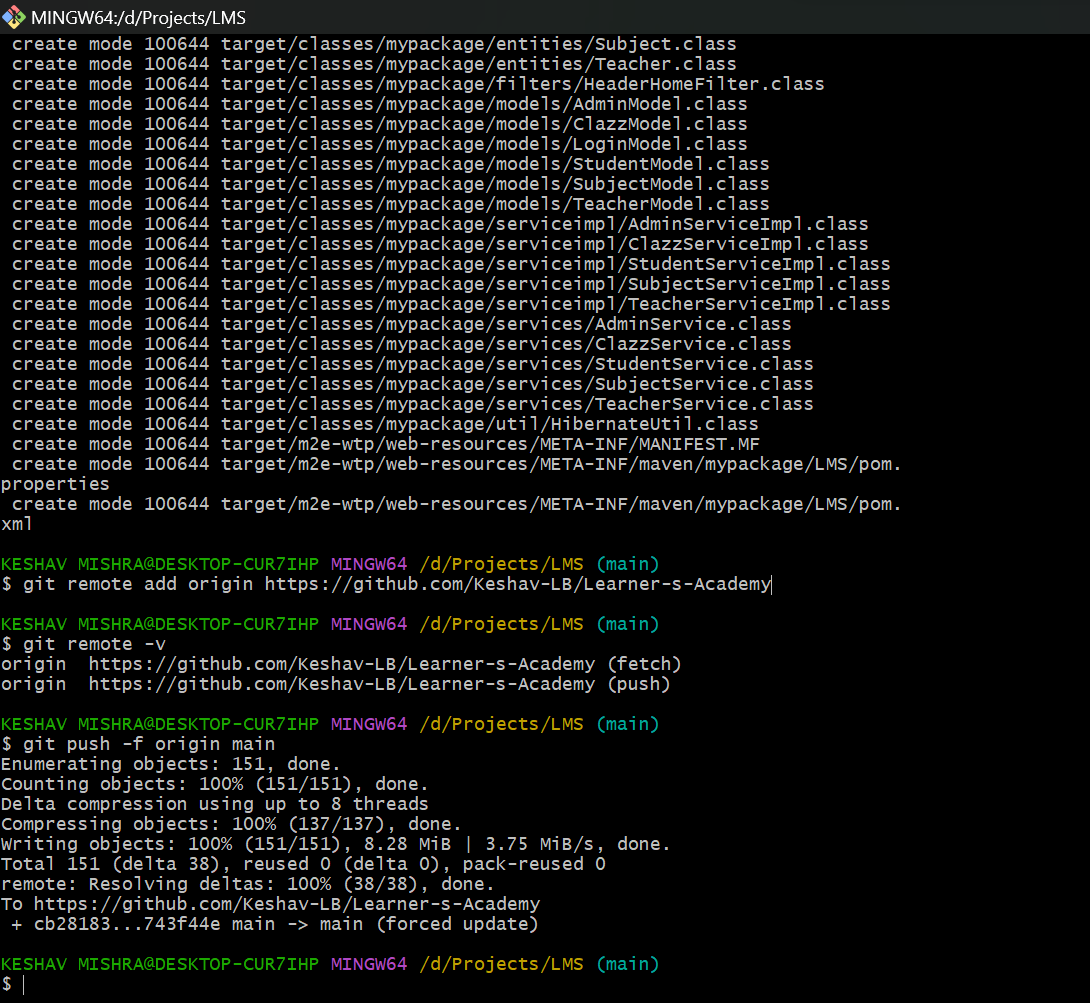 MINGW64:/d/Projects/LMS
create mode 100644 target/classes/mypackage/entities/Subject.class
create mode 100644 target/classes/mypackage/entities/Teacher.class
create mode 100644 target/classes/mypackage/filters/HeaderHomeFilter.class
create mode 100644 target/classes/mypackage/models/AdminModel.class
create mode 100644 target/classes/mypackage/models/ClazzModel.class
create mode 100644 target/classes/mypackage/models/LoginModel.class
create mode 100644 target/classes/mypackage/models/StudentModel.class
create mode 100644 target/classes/mypackage/models/SubjectModel.class
create mode 100644 target/classes/mypackage/models/TeacherModel.class
create mode 100644 target/classes/mypackage/serviceimpl/AdminServiceImpl.class
create mode 100644 target/classes/mypackage/serviceimpl/ClazzServiceImpl.class
create mode 100644 target/classes/mypackage/serviceimpl/StudentServiceImpl.class
create mode 100644 target/classes/mypackage/serviceimpl/SubjectServiceImpl.class
create mode 100644 target/classes/mypackage/serviceimpl/TeacherServiceImpl.class
create mode 100644 target/classes/mypackage/services/AdminService.class
create mode 100644 target/classes/mypackage/services/ClazzService.class
create mode 100644 target/classes/mypackage/services/StudentService.class
create mode 100644 target/classes/mypackage/services/SubjectService.class
create mode 100644 target/classes/mypackage/services/TeacherService.class
create mode 100644 target/classes/mypackage/util/HibernateUtil.class
create mode 100644 target/m2e-wtp/web-resources/META-INF/MANIFEST.MF
create mode 100644 target/m2e-wtp/web-resources/META-INF/maven/mypackage/LMS/pom.
properties
create mode 100644 target/m2e-wtp/web-resources/META-INF/maven/mypackage/LMS/pom.
xml
KESHAV MISHRA@DESKTOP-CUR7IHP MINGW64 /d/Projects/LMS (main)
$ git remote add origin https://github.com/Keshav-LB/Learner-s-Academy
KESHAV MISHRA@DESKTOP-CUR7IHP MINGW64 /d/Projects/LMS (main)
$ git remote -v
origin  https://github.com/Keshav-LB/Learner-s-Academy (fetch)
origin  https://github.com/Keshav-LB/Learner-s-Academy (push)
KESHAV MISHRA@DESKTOP-CUR7IHP MINGW64 /d/Projects/LMS (main)
$ git push -f origin main
Enumerating objects: 151, done.
Counting objects: 100% (151/151), done.
Delta compression using up to 8 threads
Compressing objects: 100% (137/137), done.
Writing objects: 100% (151/151), 8.28 MiB | 3.75 MiB/s, done.
Total 151 (delta 38), reused 0 (delta 0), pack-reused 0
remote: Resolving deltas: 100% (38/38), done.
To https://github.com/Keshav-LB/Learner-s-Academy
+ cb28183...743f44e main -> main (forced update)
KESHAV MISHRA@DESKTOP-CUR7IHP MINGW64 /d/Projects/LMS (main)
$